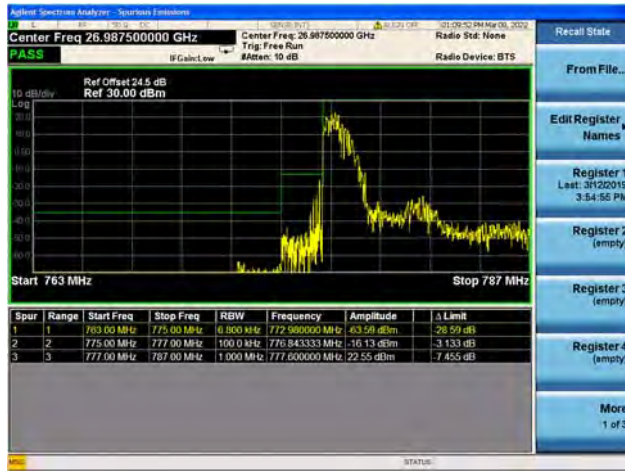 Agilent Spectrum Analyzer - Spurious Emissions
SENSE:INT
ALIGN OFF
01:09:52 PM Mar 09, 2022
Center Freq 26.987500000 GHz
Center Freq: 26.987500000 GHz
Radio Std: None
Trig: Free Run
PASS
IFGain:Low
#Atten: 10 dB
Radio Device: BTS
Ref Offset 24.5 dB
10 dB/div
Ref 30.00 dBm
Log
Start 763 MHz
Stop 787 MHz
Spur Range Start Freq Stop Freq RBW Frequency Amplitude Δ Limit
1 1 763.00 MHz 775.00 MHz 6.800 kHz 772.980000 MHz -63.59 dBm -28.59 dB
2 2 775.00 MHz 777.00 MHz 100.0 kHz 776.843333 MHz -16.13 dBm -3.133 dB
3 3 777.00 MHz 787.00 MHz 1.000 MHz 777.600000 MHz 22.55 dBm -7.455 dB
MSG
STATUS
Recall State
From File...
Edit Register
Names
Register 1
Last: 3/12/2019
3:54:55 PM
Register 2
(empty)
Register 3
(empty)
Register 4
(empty)
More
1 of 3